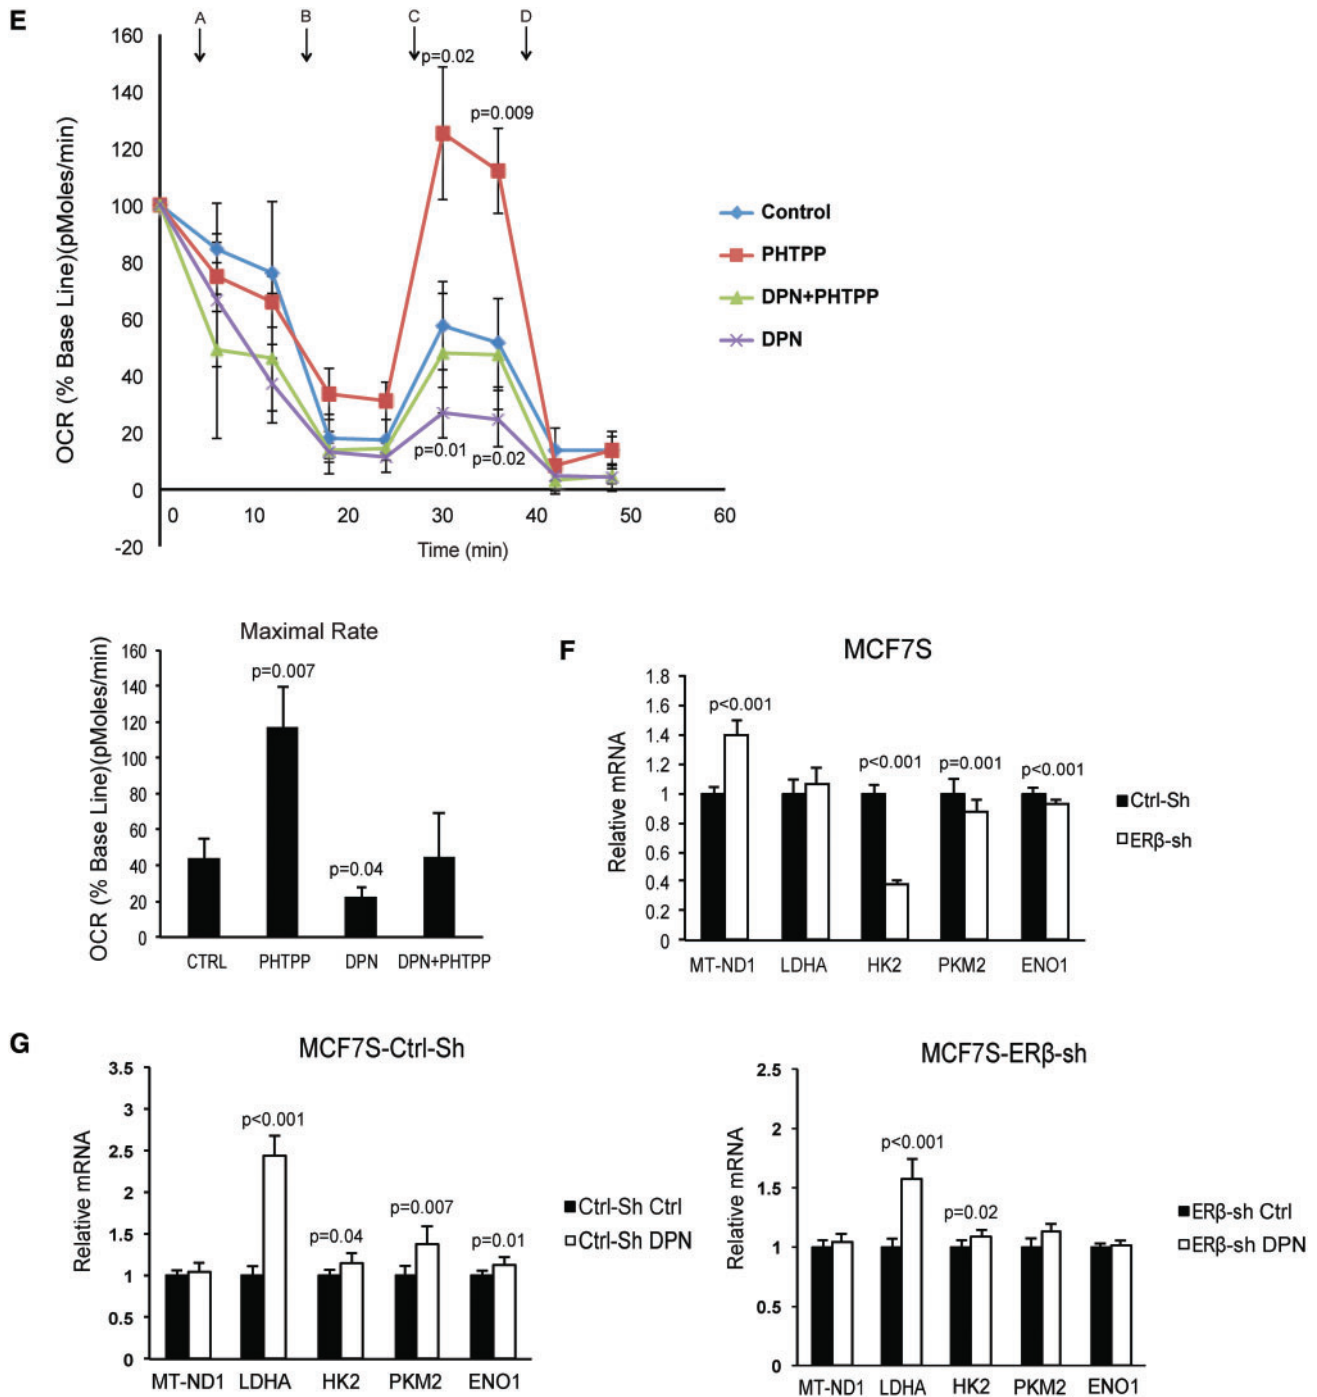 E
A B C D
160
140
120
100
80
60
40
20
0
-20
OCR (% Base Line)(pMoles/min)
p=0.02
p=0.009
p=0.01
p=0.02
0 10 20 30 40 50 60
Time (min)
Control
PHTPP
DPN+PHTPP
DPN
Maximal Rate
160
140
120
100
80
60
40
20
0
OCR (% Base Line)(pMoles/min)
p=0.007
p=0.04
CTRL PHTPP DPN DPN+PHTPP
F
MCF7S
1.8
1.6
1.4
1.2
1
0.8
0.6
0.4
0.2
0
Relative mRNA
p<0.001
p<0.001 p=0.001 p<0.001
MT-ND1 LDHA HK2 PKM2 ENO1
Ctrl-Sh
ERβ-sh
G
MCF7S-Ctrl-Sh
3.5
3
2.5
2
1.5
1
0.5
0
Relative mRNA
p<0.001
p=0.04
p=0.007
p=0.01
MT-ND1 LDHA HK2 PKM2 ENO1
Ctrl-Sh Ctrl
Ctrl-Sh DPN
MCF7S-ERβ-sh
2.5
2
1.5
1
0.5
0
Relative mRNA
p<0.001
p=0.02
MT-ND1 LDHA HK2 PKM2 ENO1
ERβ-sh Ctrl
ERβ-sh DPN